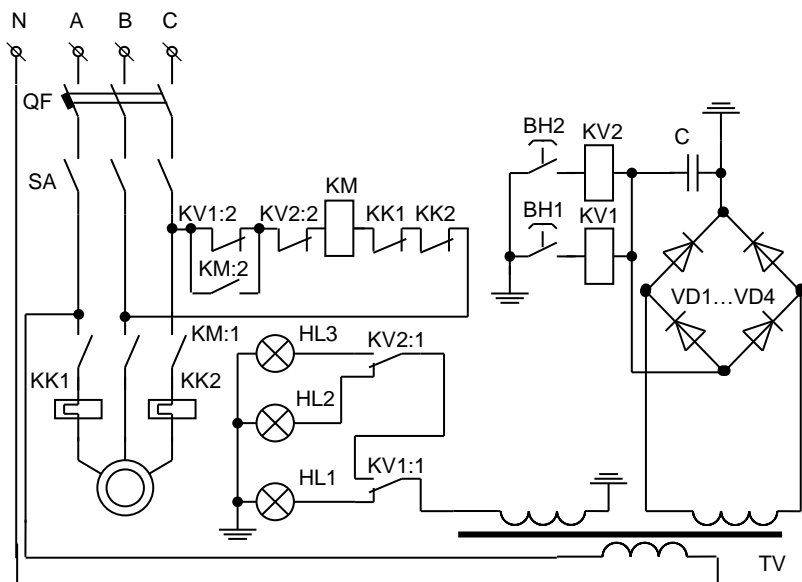 N A B C
QF
SA
KV1:2 KV2:2 KM KK1 KK2
KM:2
BH2 KV2 C
BH1 KV1
VD1...VD4
KM:1
KK1 KK2
HL3 KV2:1
HL2
HL1 KV1:1
TV